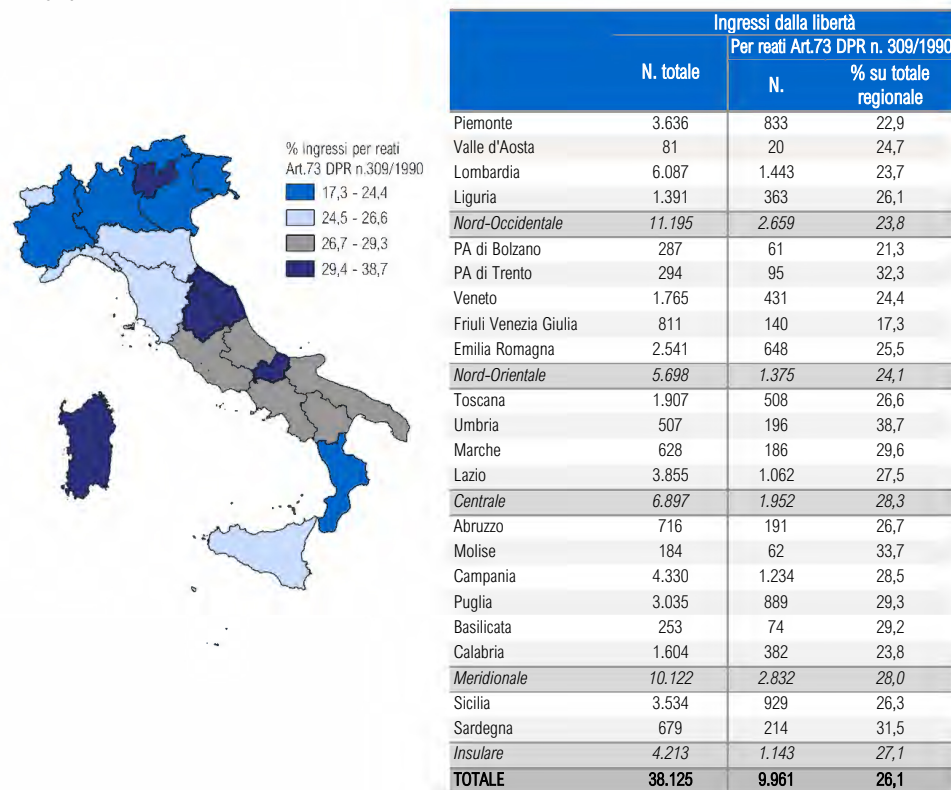 % Ingressi per reati
Art.73 DPR n.309/1990
17,3 - 24,4
24,5 - 26,6
26,7 - 29,3
29,4 - 38,7
Ingressi dalla libertà
Per reati Art.73 DPR n. 309/1990
N. totale N. % su totale regionale
Piemonte 3.636 833 22,9
Valle d'Aosta 81 20 24,7
Lombardia 6.087 1.443 23,7
Liguria 1.391 363 26,1
Nord-Occidentale 11.195 2.659 23,8
PA di Bolzano 287 61 21,3
PA di Trento 294 95 32,3
Veneto 1.765 431 24,4
Friuli Venezia Giulia 811 140 17,3
Emilia Romagna 2.541 648 25,5
Nord-Orientale 5.698 1.375 24,1
Toscana 1.907 508 26,6
Umbria 507 196 38,7
Marche 628 186 29,6
Lazio 3.855 1.062 27,5
Centrale 6.897 1.952 28,3
Abruzzo 716 191 26,7
Molise 184 62 33,7
Campania 4.330 1.234 28,5
Puglia 3.035 889 29,3
Basilicata 253 74 29,2
Calabria 1.604 382 23,8
Meridionale 10.122 2.832 28,0
Sicilia 3.534 929 26,3
Sardegna 679 214 31,5
Insulare 4.213 1.143 27,1
TOTALE 38.125 9.961 26,1